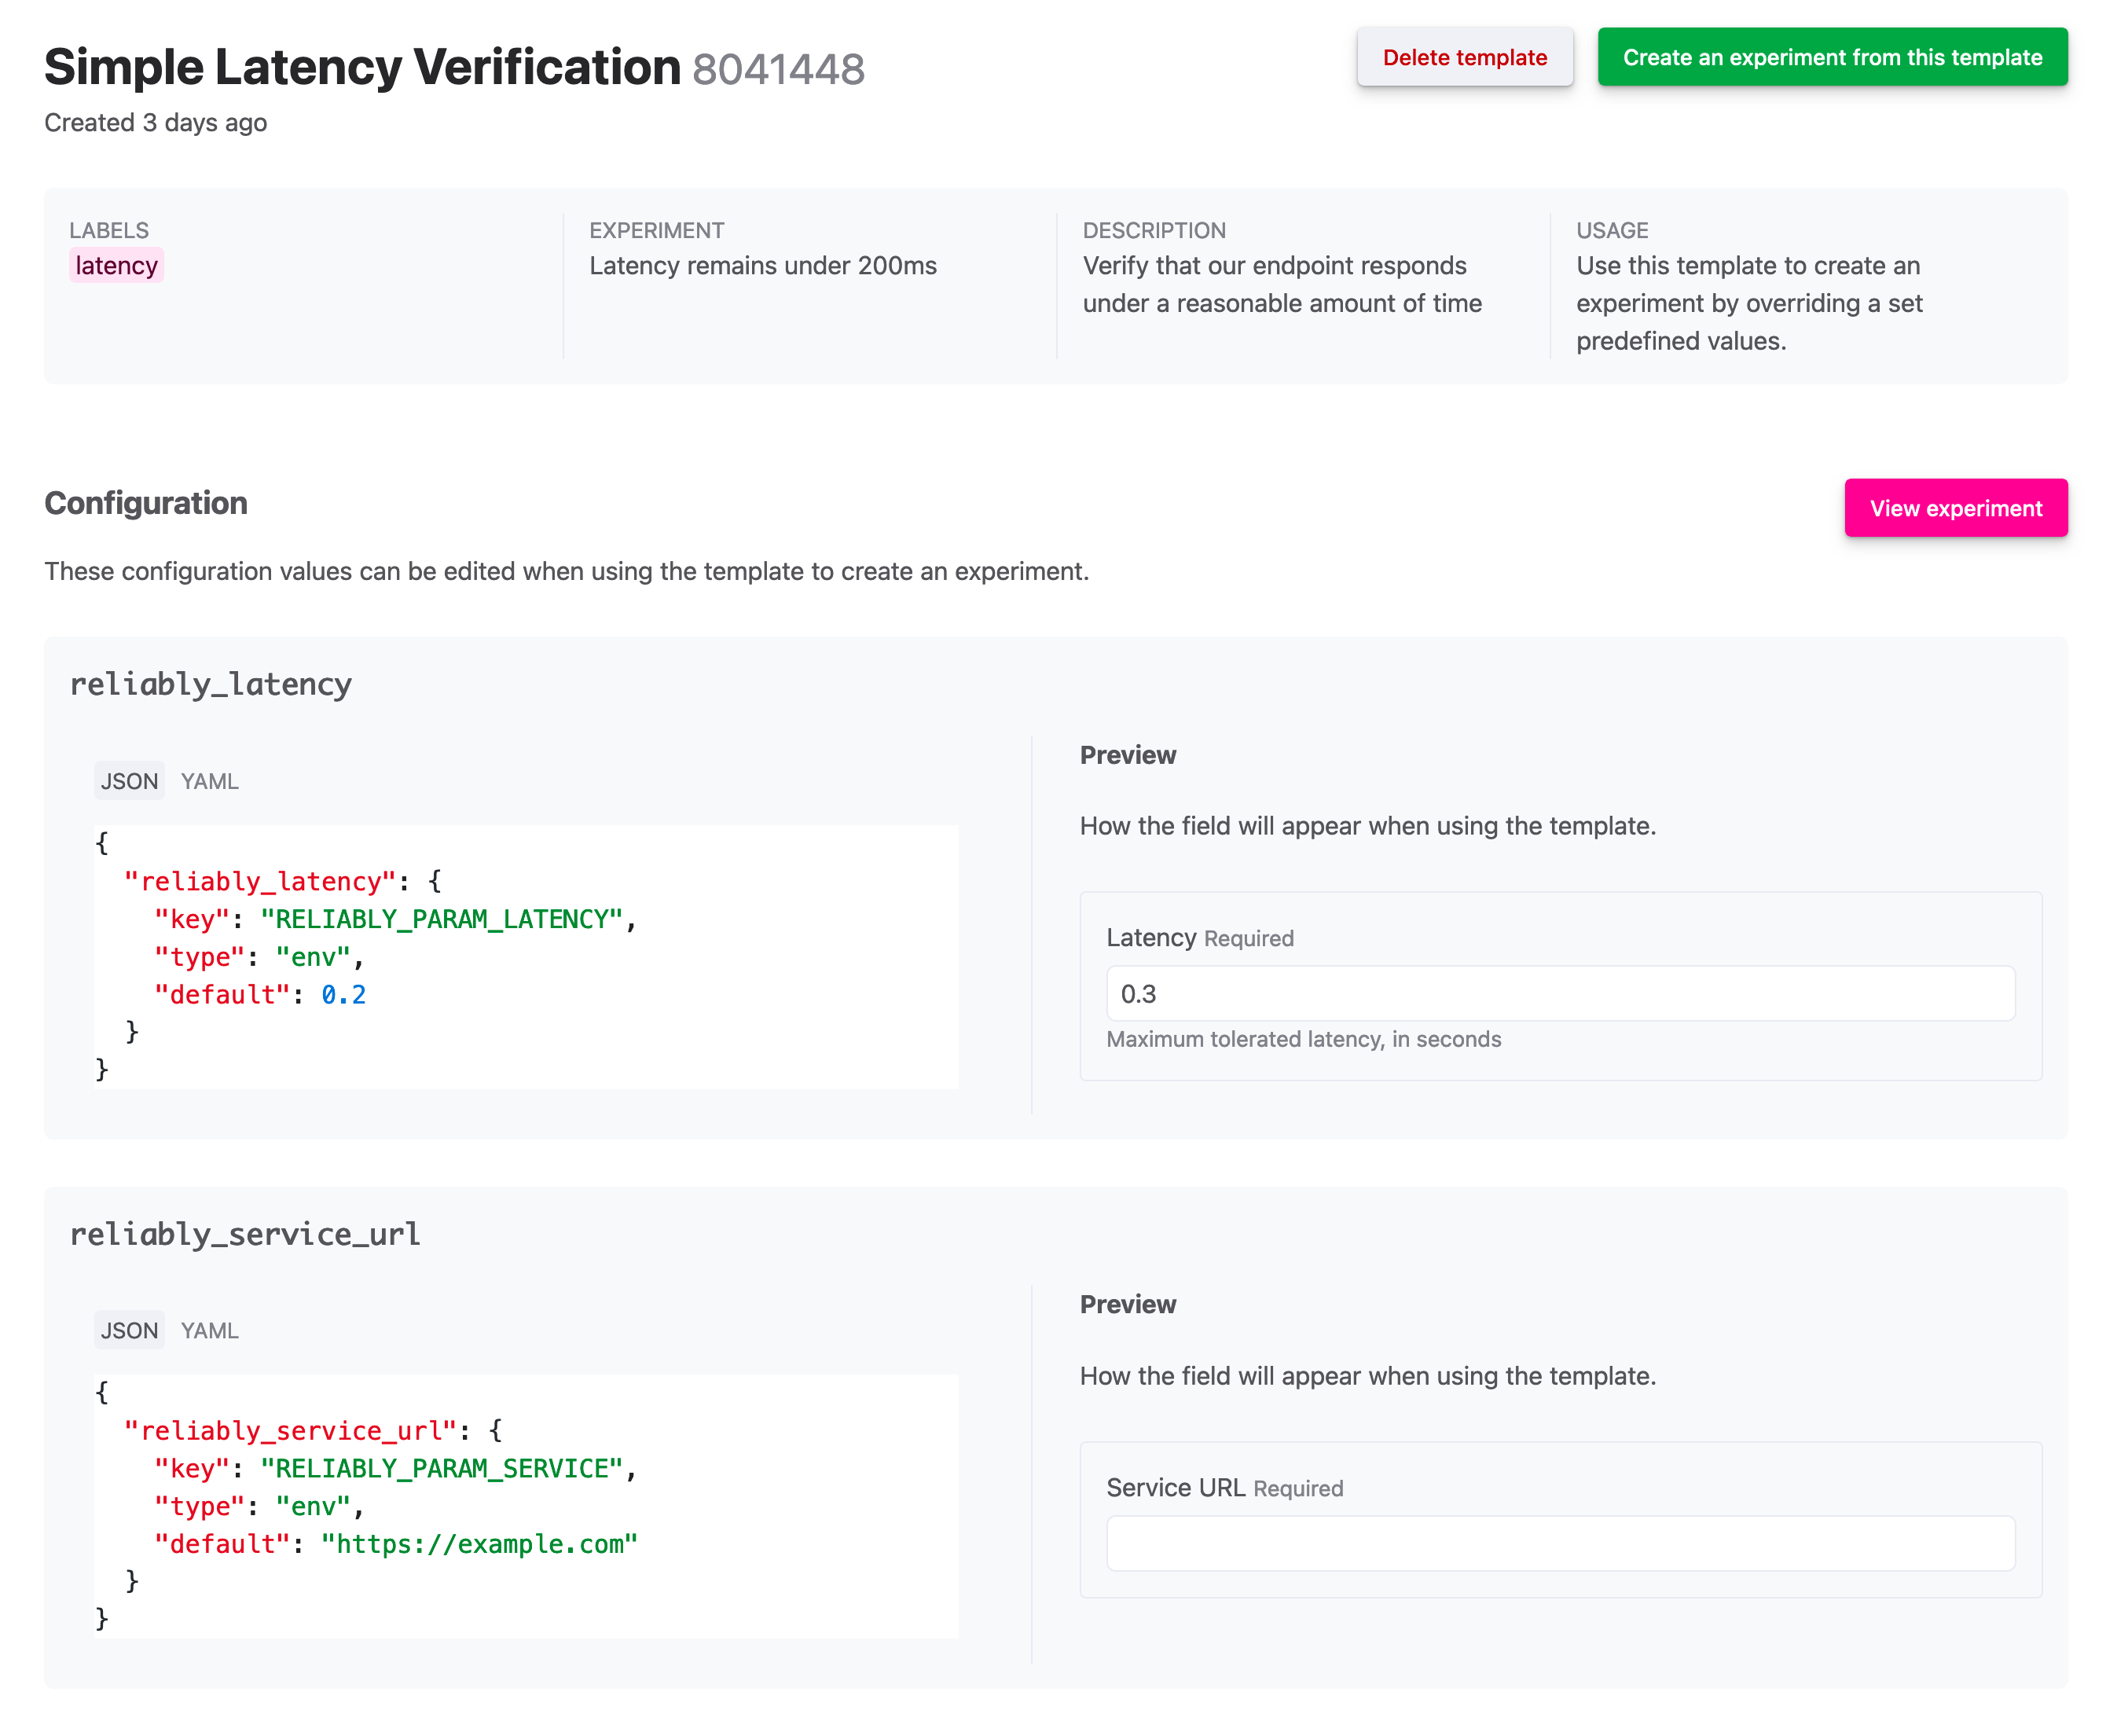 Simple Latency Verification 8041448
Delete template
Create an experiment from this template
Created 3 days ago
LABELS
latency
EXPERIMENT
Latency remains under 200ms
DESCRIPTION
Verify that our endpoint responds
under a reasonable amount of time
USAGE
Use this template to create an
experiment by overriding a set
predefined values.
Configuration
View experiment
These configuration values can be edited when using the template to create an experiment.
reliably_latency
JSON YAML
{
  "reliably_latency": {
    "key": "RELIABLY_PARAM_LATENCY",
    "type": "env",
    "default": 0.2
  }
}
Preview
How the field will appear when using the template.
Latency Required
0.3
Maximum tolerated latency, in seconds
reliably_service_url
JSON YAML
{
  "reliably_service_url": {
    "key": "RELIABLY_PARAM_SERVICE",
    "type": "env",
    "default": "https://example.com"
  }
}
Preview
How the field will appear when using the template.
Service URL Required